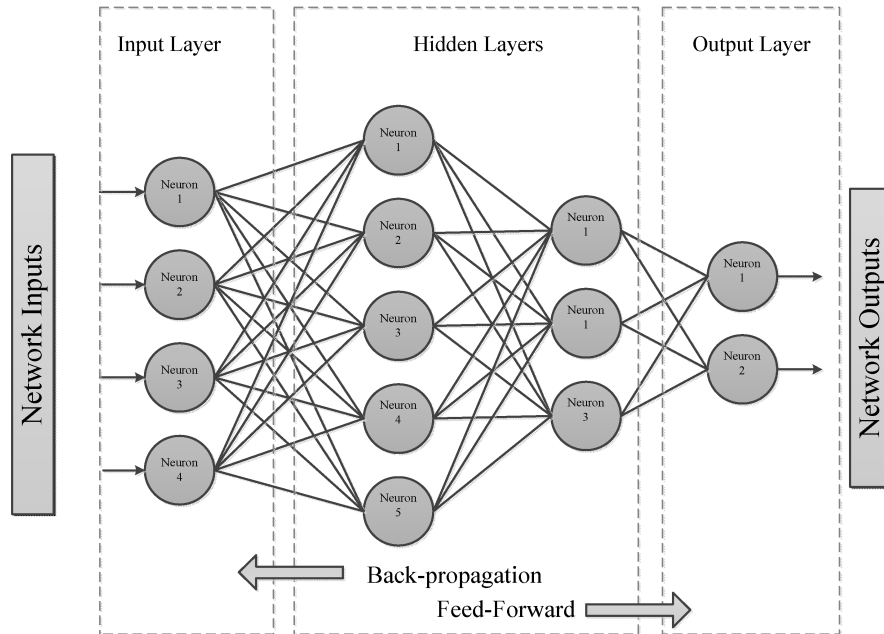 Input Layer
Hidden Layers
Output Layer
Network Inputs
Neuron
1
Neuron
2
Neuron
3
Neuron
4
Neuron
1
Neuron
2
Neuron
3
Neuron
4
Neuron
5
Neuron
1
Neuron
1
Neuron
3
Neuron
1
Neuron
2
Network Outputs
Back-propagation
Feed-Forward